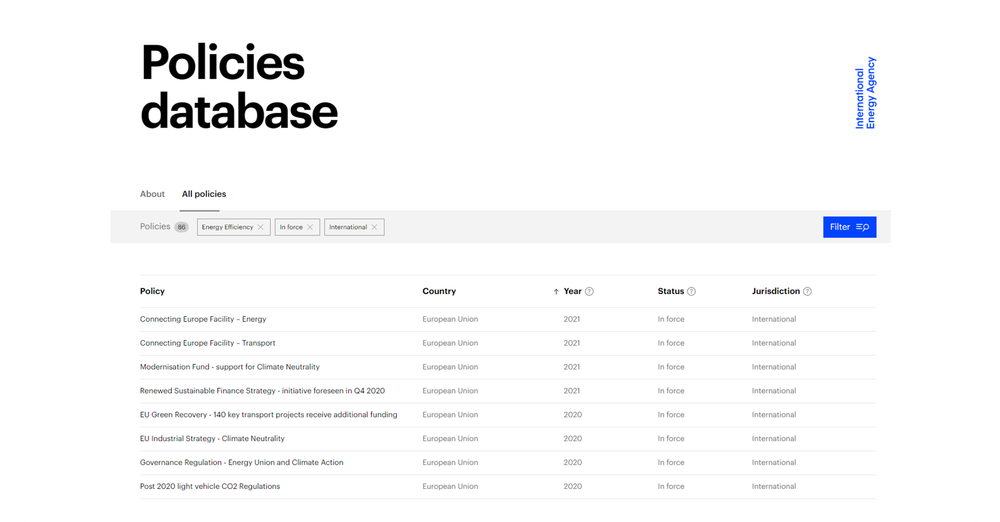 Policies
database
International
Energy Agency
About All policies
Policies 86 Energy Efficiency In force International Filter
Policy Country ↑ Year ? Status ? Jurisdiction ?
Connecting Europe Facility – Energy European Union 2021 In force International
Connecting Europe Facility – Transport European Union 2021 In force International
Modernisation Fund - support for Climate Neutrality European Union 2021 In force International
Renewed Sustainable Finance Strategy - initiative foreseen in Q4 2020 European Union 2021 In force International
EU Green Recovery - 140 key transport projects receive additional funding European Union 2020 In force International
EU Industrial Strategy - Climate Neutrality European Union 2020 In force International
Governance Regulation - Energy Union and Climate Action European Union 2020 In force International
Post 2020 light vehicle CO2 Regulations European Union 2020 In force International